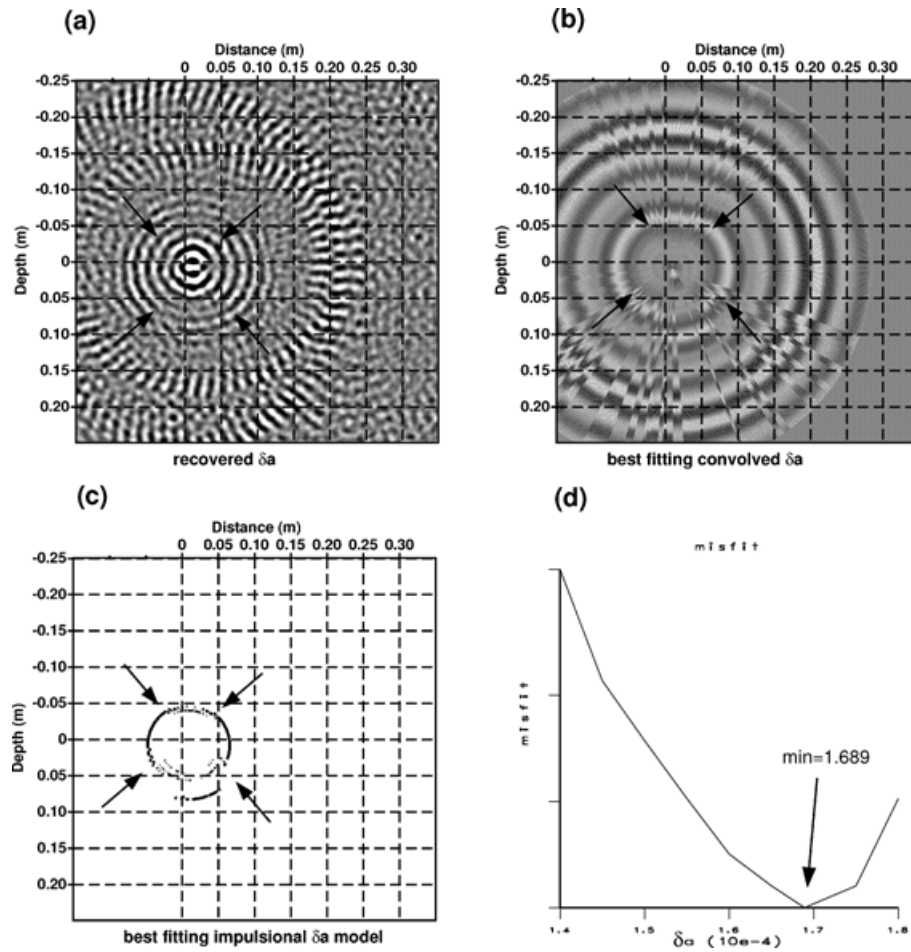 (a)
Distance (m)
0 0.05 0.10 0.15 0.20 0.25 0.30
-0.25
-0.20
-0.15
-0.10
-0.05
0
0.05
0.10
0.15
0.20
Depth (m)
recovered δa
(b)
Distance (m)
0 0.05 0.10 0.15 0.20 0.25 0.30
-0.25
-0.20
-0.15
-0.10
-0.05
0
0.05
0.10
0.15
0.20
Depth (m)
best fitting convolved δa
(c)
Distance (m)
0 0.05 0.10 0.15 0.20 0.25 0.30
-0.25
-0.20
-0.15
-0.10
-0.05
0
0.05
0.10
0.15
0.20
Depth (m)
best fitting impulsional δa model
(d)
misfit
misfit
min=1.689
1.4 1.5 1.6 1.7 1.8
δa (10e-4)